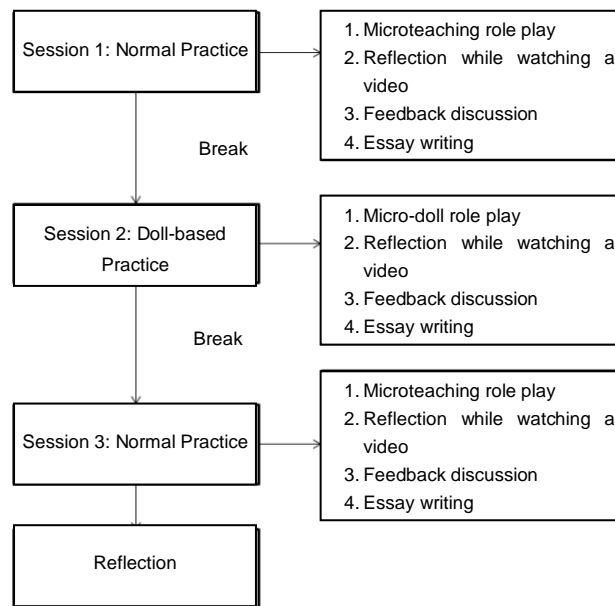 Session 1: Normal Practice
1. Microteaching role play
2. Reflection while watching a
video
3. Feedback discussion
4. Essay writing
Break
Session 2: Doll-based
Practice
1. Micro-doll role play
2. Reflection while watching a
video
3. Feedback discussion
4. Essay writing
Break
Session 3: Normal Practice
1. Microteaching role play
2. Reflection while watching a
video
3. Feedback discussion
4. Essay writing
Reflection